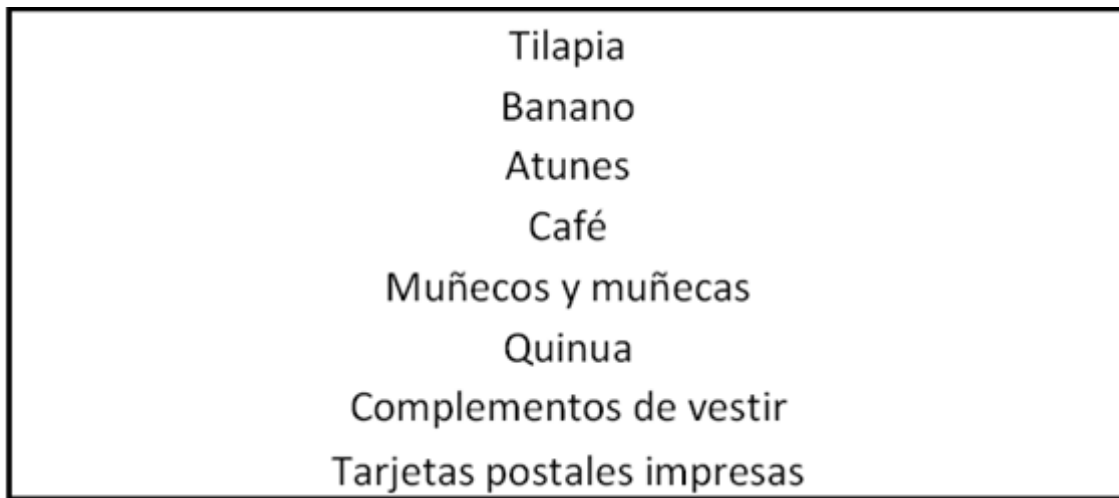 Tilapia
Banano
Atunes
Café
Muñecos y muñecas
Quinua
Complementos de vestir
Tarjetas postales impresas